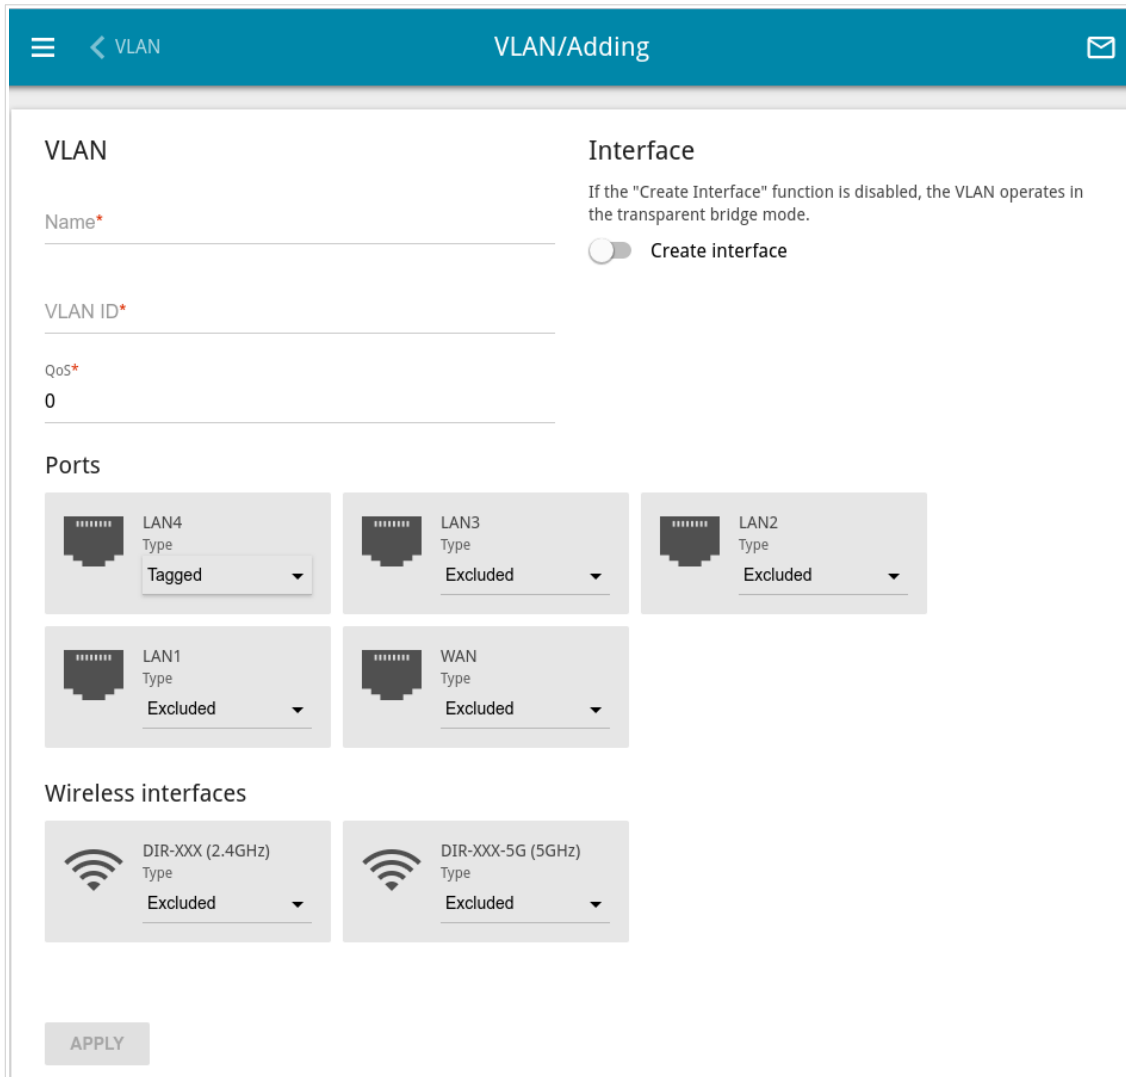 VLAN
VLAN/Adding
VLAN
Name*
VLAN ID*
QoS*
0
Interface
If the "Create Interface" function is disabled, the VLAN operates in
the transparent bridge mode.
Create interface
Ports
LAN4
Type
Tagged
LAN3
Type
Excluded
LAN2
Type
Excluded
LAN1
Type
Excluded
WAN
Type
Excluded
Wireless interfaces
DIR-XXX (2.4GHz)
Type
Excluded
DIR-XXX-5G (5GHz)
Type
Excluded
APPLY